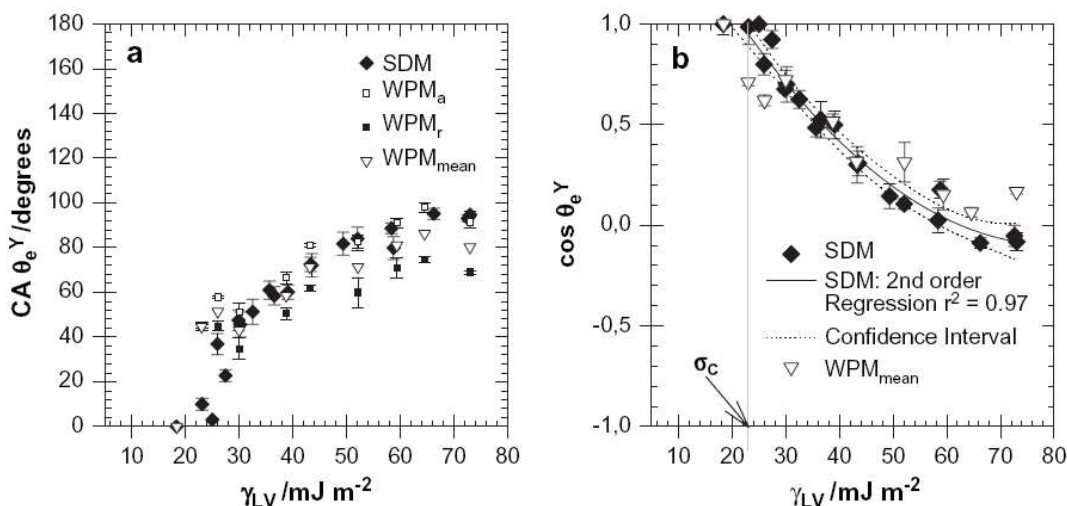 a
180
160
140
120
100
80
60
40
20
0
CA θₑʸ /degrees
SDM
WPMₐ
WPMᵣ
WPMmean
10 20 30 40 50 60 70 80
γLV /mJ m⁻²
b
1,0
0,5
0,0
-0,5
-1,0
cos θₑʸ
SDM
SDM: 2nd order
Regression r² = 0.97
Confidence Interval
WPMmean
σC
10 20 30 40 50 60 70 80
γLV /mJ m⁻²